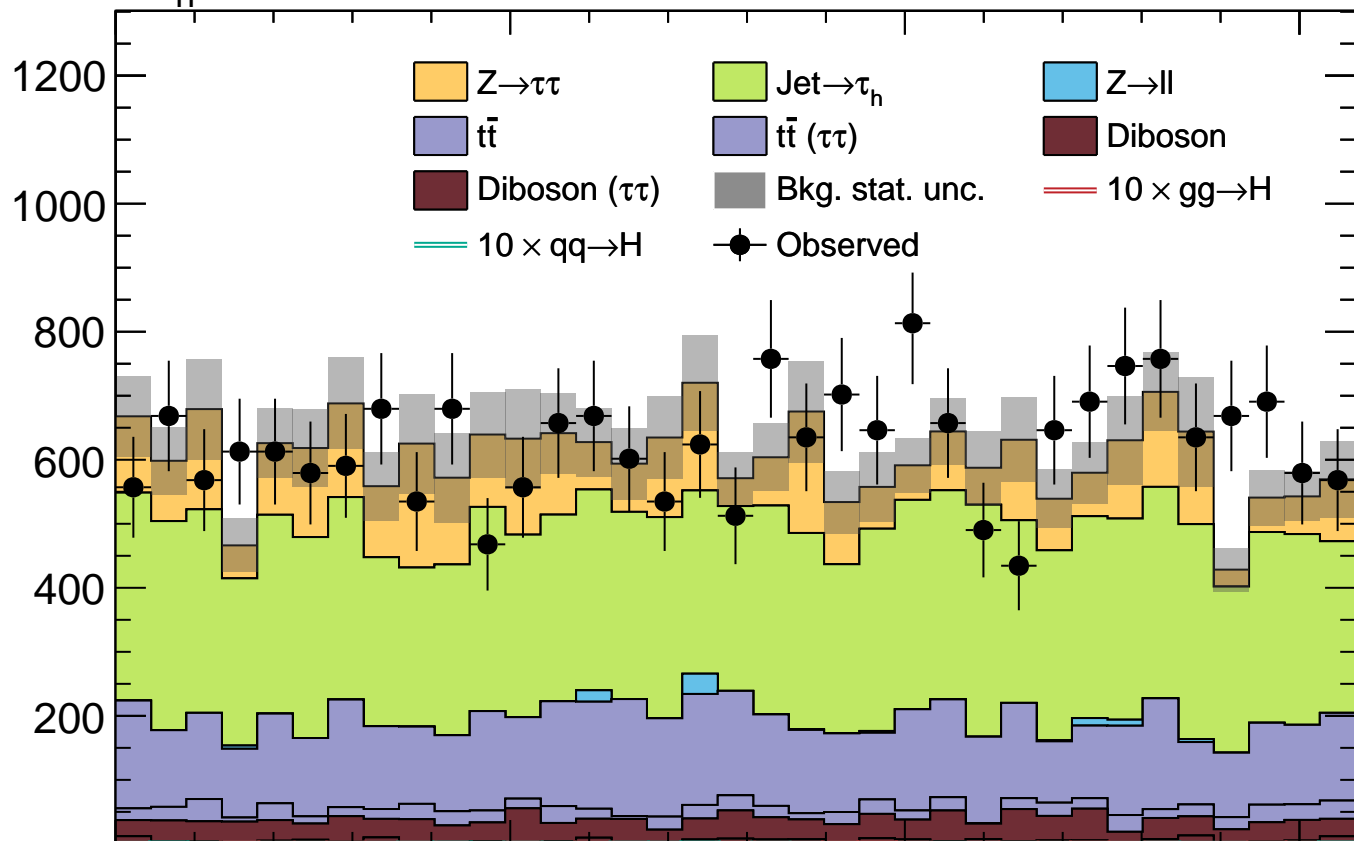 1200
1000
800
600
400
200
Z→ττ Jet→τh Z→ll
tt̄ tt̄ (ττ) Diboson
Diboson (ττ) Bkg. stat. unc. 10 × gg→H
10 × qq→H Observed